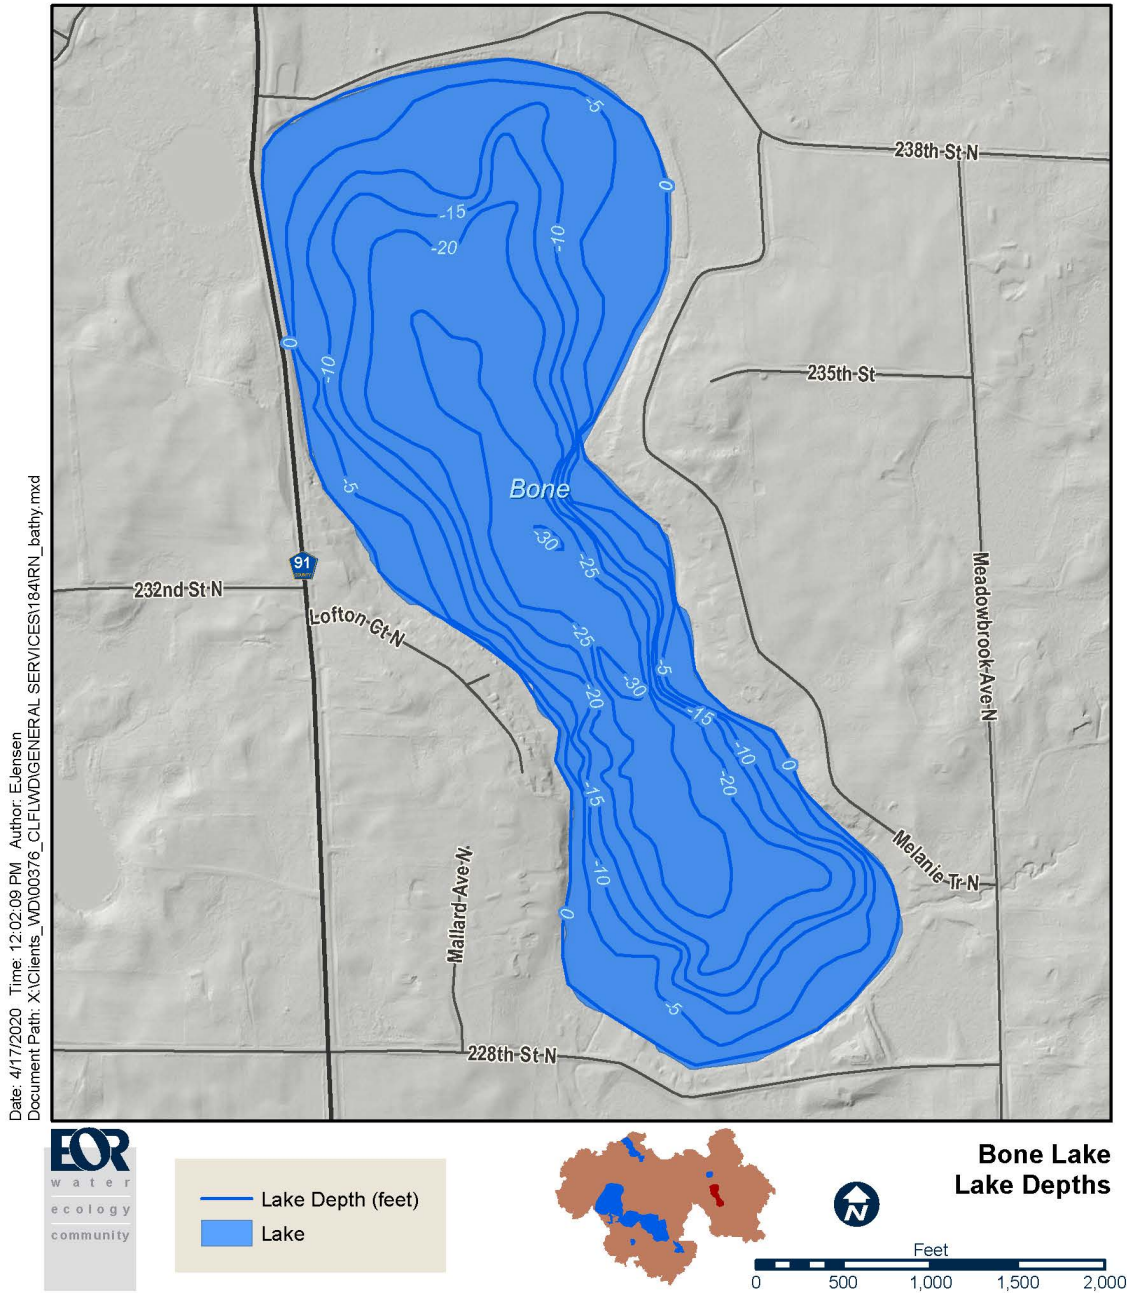 -5
238th St N
0
-15
-10
-20
0
-10
235th St
-5
Bone
-30
-25
91
COUNTY
232nd St N
Lofton Ct N
Meadowbrook Ave N
-25
-5
-20
-30
-15
-10
0
-20
-15
-10
Melanie Tr N
Mallard Ave N.
0
-5
228th St N
Date: 4/17/2020 Time: 12:02:09 PM Author: EJensen
Document Path: X:\Clients_WD\00376_CLFLWD\GENERAL SERVICES\184\RN_bathy.mxd
EOR
water
ecology
community
Lake Depth (feet)
Lake
N
Bone Lake
Lake Depths
Feet
0 500 1,000 1,500 2,000